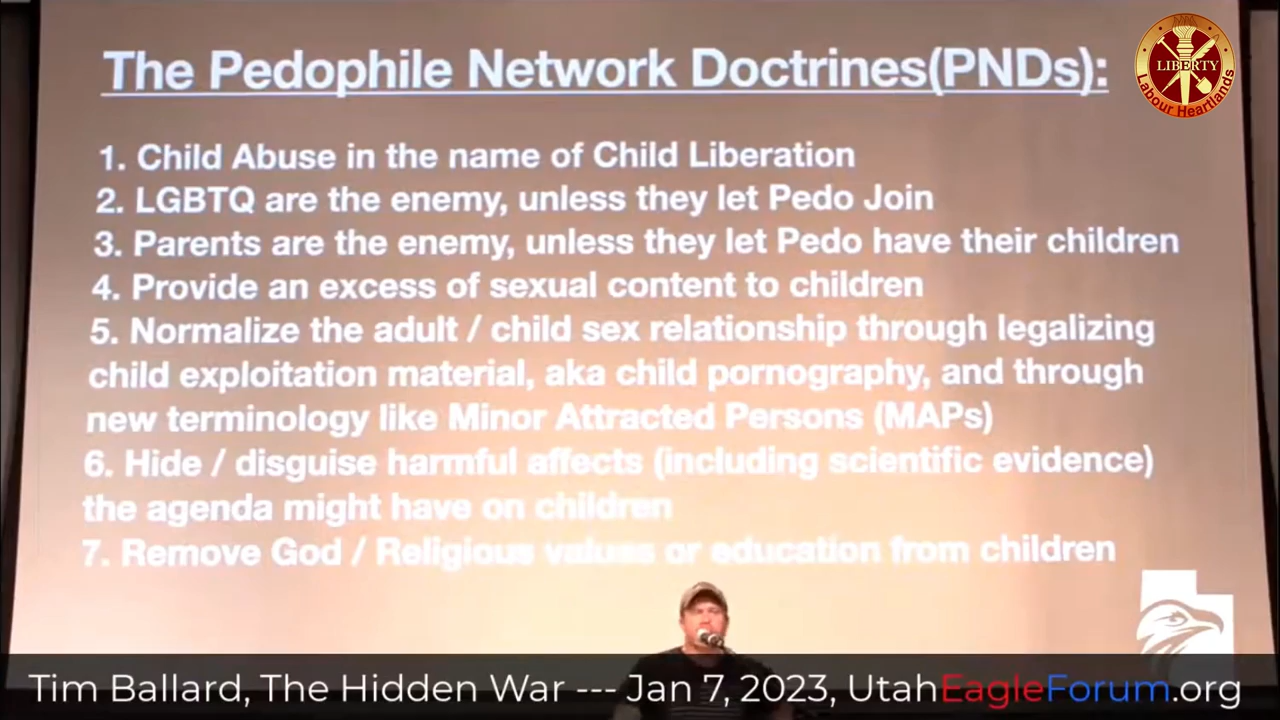 The Pedophile Network Doctrines(PNDs):
LIBERTY
Labour Heartlands
1. Child Abuse in the name of Child Liberation
2. LGBTQ are the enemy, unless they let Pedo Join
3. Parents are the enemy, unless they let Pedo have their children
4. Provide an excess of sexual content to children
5. Normalize the adult / child sex relationship through legalizing
child exploitation material, aka child pornography, and through
new terminology like Minor Attracted Persons (MAPs)
6. Hide / disguise harmful affects (including scientific evidence)
the agenda might have on children
7. Remove God / Religious values or education from children
Tim Ballard, The Hidden War --- Jan 7, 2023, UtahEagleForum.org